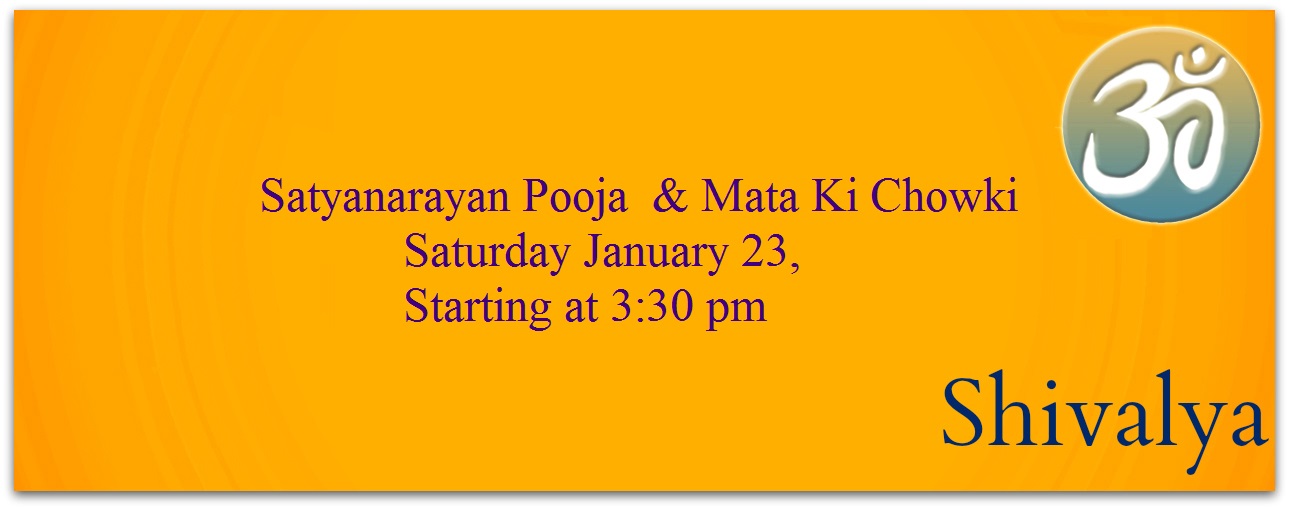 ॐ
Satyanarayan Pooja & Mata Ki Chowki
Saturday January 23,
Starting at 3:30 pm
Shivalya